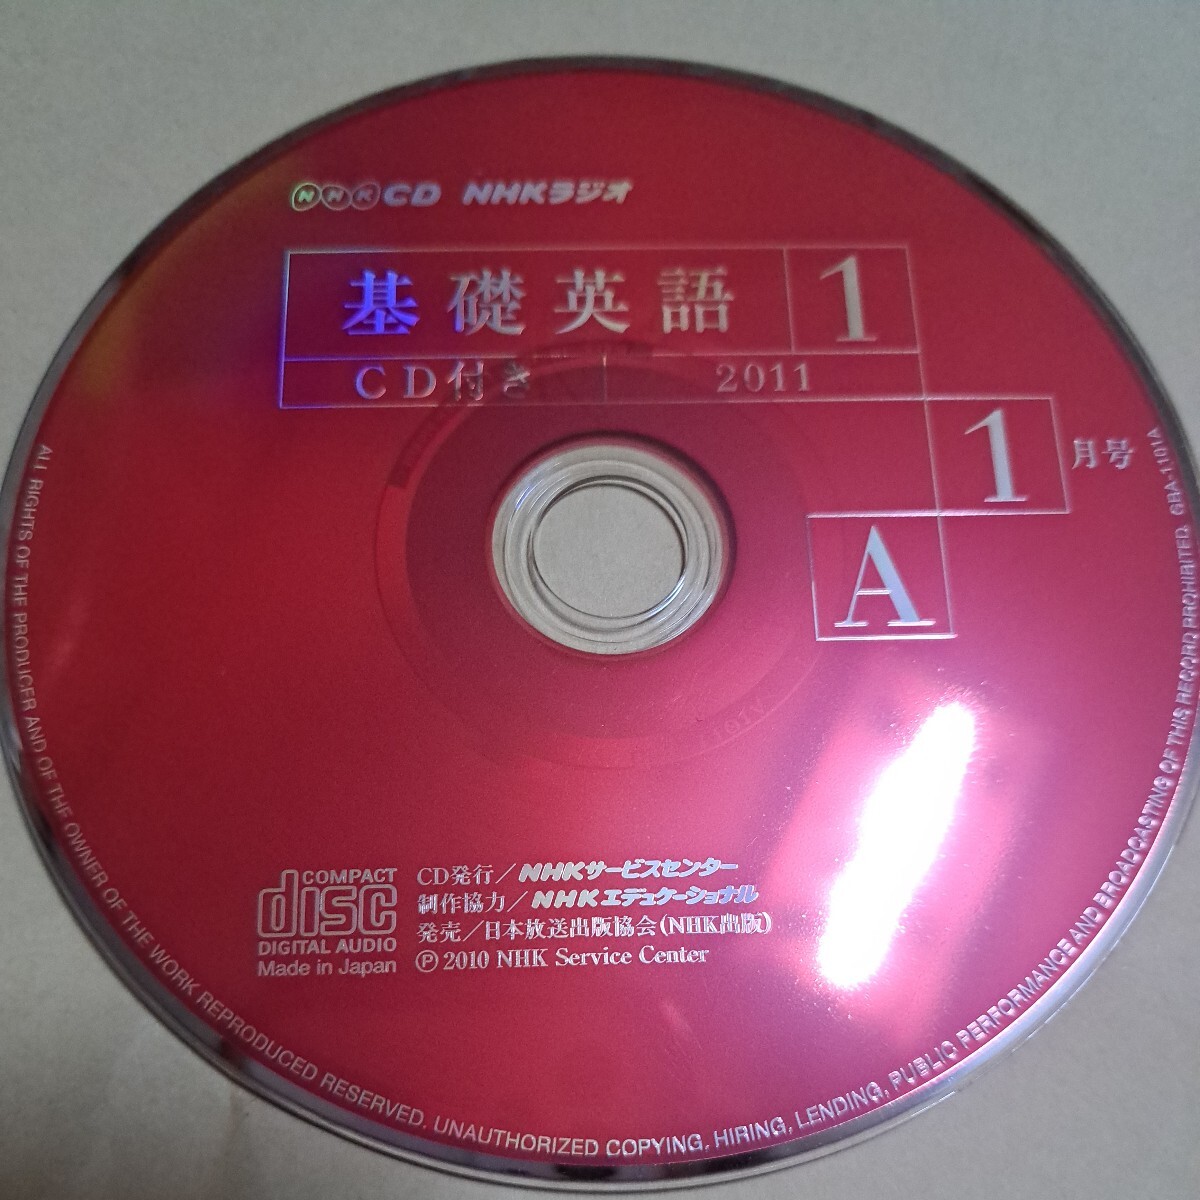 NHK CD NHKラジオ
基礎英語 1
CD付き 2011
1 月号
A
COMPACT
disc
DIGITAL AUDIO
Made in Japan
CD発行／NHKサービスセンター
制作協力／NHKエデュケーショナル
発売／日本放送出版協会(NHK出版)
Ⓟ 2010 NHK Service Center
ALL RIGHTS OF THE PRODUCER AND OF THE OWNER OF THE WORK REPRODUCED RESERVED. UNAUTHORIZED COPYING, HIRING, LENDING, PUBLIC PERFORMANCE AND BROADCASTING OF THIS RECORD PROHIBITED. GBA-1101A